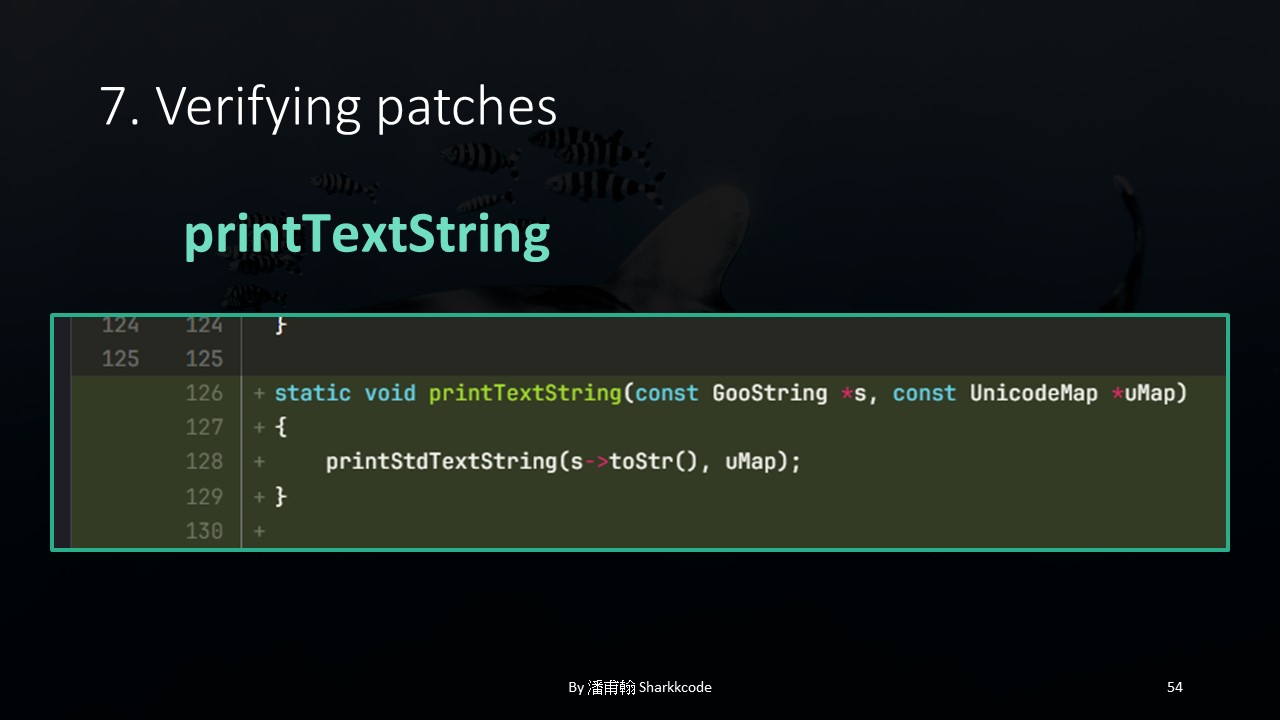 7. Verifying patches
printTextString
124 124 }
125 125
126 + static void printTextString(const GooString *s, const UnicodeMap *uMap)
127 + {
128 + printStdTextString(s->toStr(), uMap);
129 + }
130 +
By 潘甫翰 Sharkkcode
54